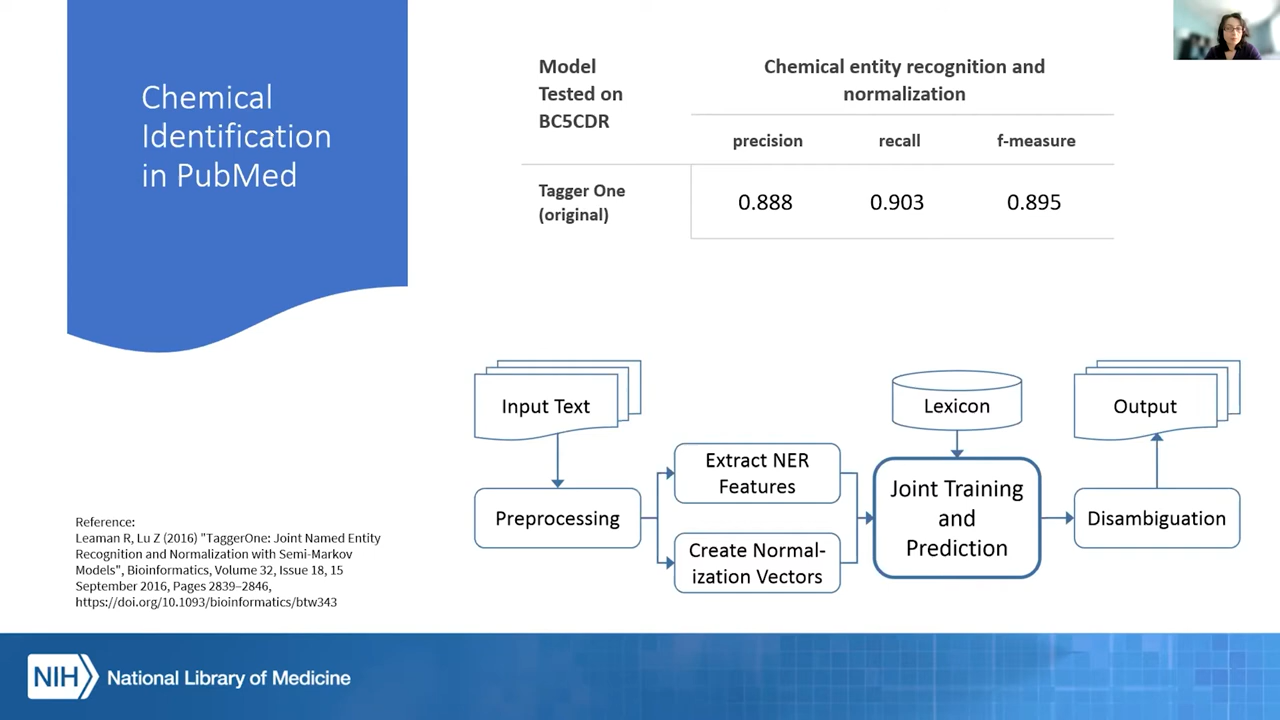 Chemical
Identification
in PubMed
Model
Tested on
BC5CDR
Chemical entity recognition and
normalization
precision recall f-measure
Tagger One
(original)
0.888 0.903 0.895
Input Text
Preprocessing
Extract NER
Features
Create Normal-
ization Vectors
Lexicon
Joint Training
and
Prediction
Disambiguation
Output
Reference:
Leaman R, Lu Z (2016) "TaggerOne: Joint Named Entity
Recognition and Normalization with Semi-Markov
Models", Bioinformatics, Volume 32, Issue 18, 15
September 2016, Pages 2839–2846,
https://doi.org/10.1093/bioinformatics/btw343
NIH National Library of Medicine